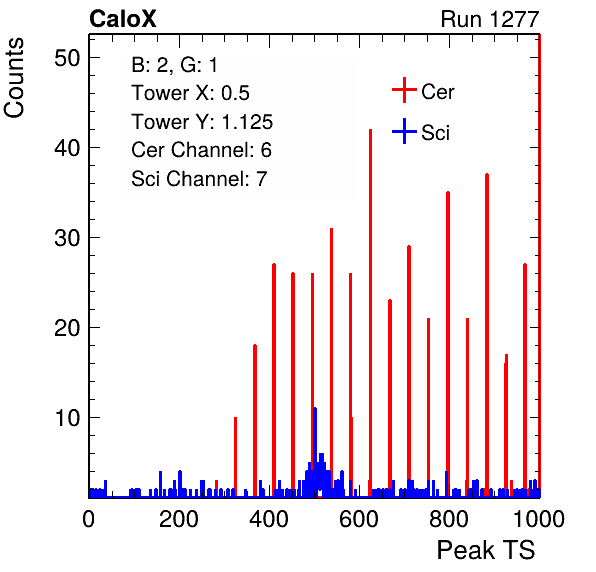 CaloX Run 1277
Counts
50
40
30
20
10
B: 2, G: 1
Tower X: 0.5
Tower Y: 1.125
Cer Channel: 6
Sci Channel: 7
Cer
Sci
0 200 400 600 800 1000
Peak TS